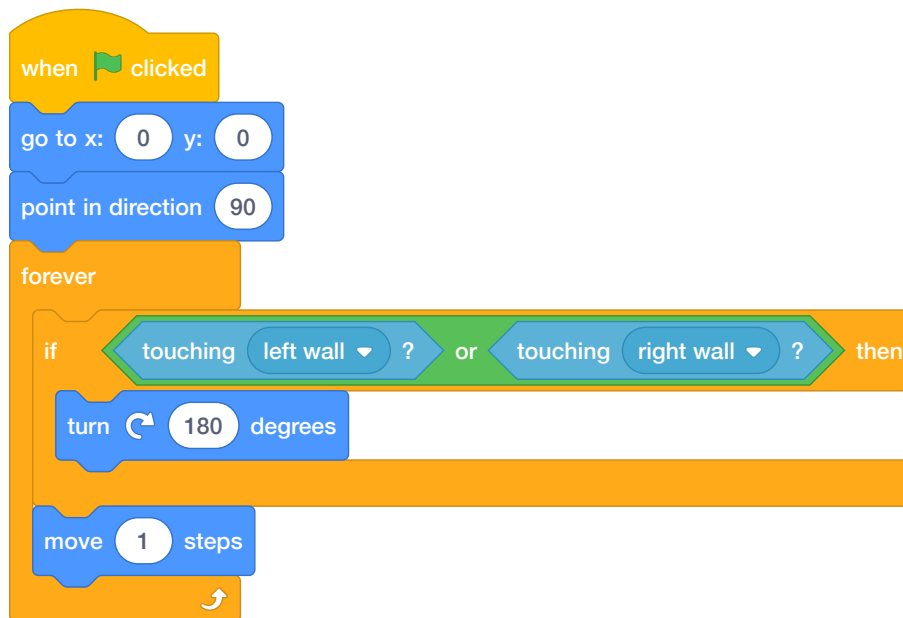 when clicked
go to x: 0 y: 0
point in direction 90
forever
if touching left wall ? or touching right wall ? then
turn 180 degrees
move 1 steps